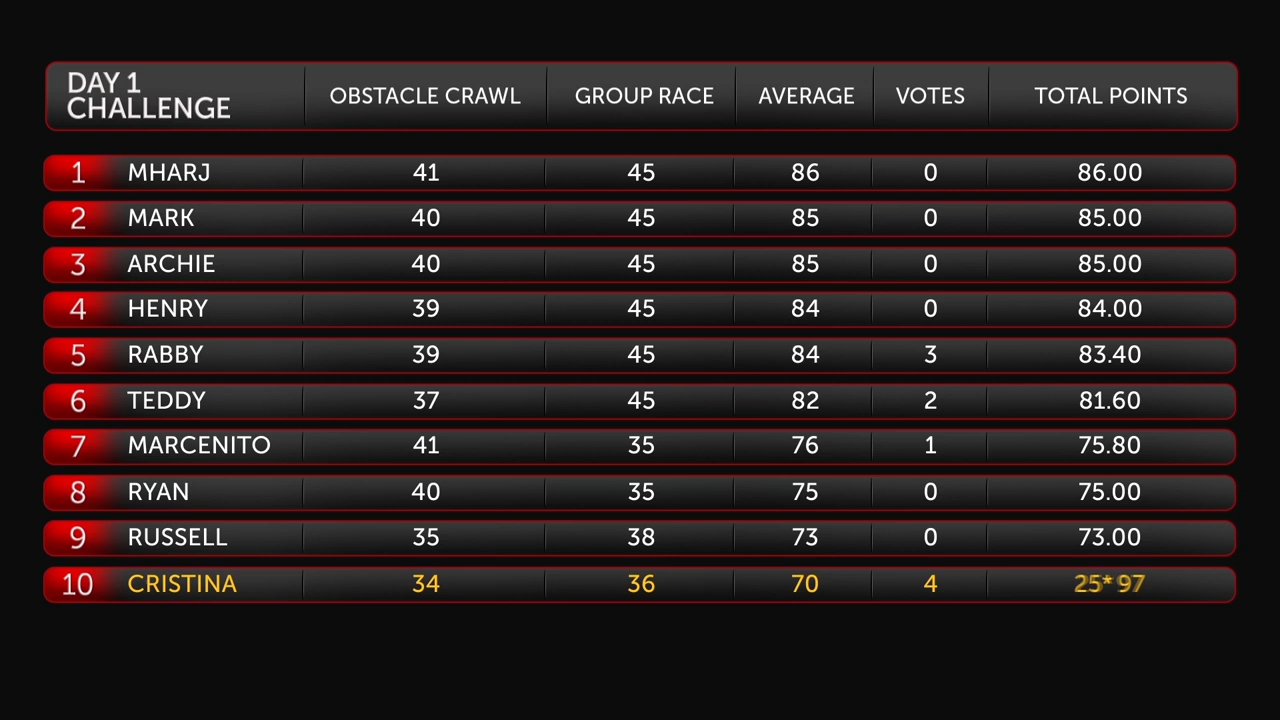 DAY 1 CHALLENGE OBSTACLE CRAWL GROUP RACE AVERAGE VOTES TOTAL POINTS
1 MHARJ 41 45 86 0 86.00
2 MARK 40 45 85 0 85.00
3 ARCHIE 40 45 85 0 85.00
4 HENRY 39 45 84 0 84.00
5 RABBY 39 45 84 3 83.40
6 TEDDY 37 45 82 2 81.60
7 MARCENITO 41 35 76 1 75.80
8 RYAN 40 35 75 0 75.00
9 RUSSELL 35 38 73 0 73.00
10 CRISTINA 34 36 70 4